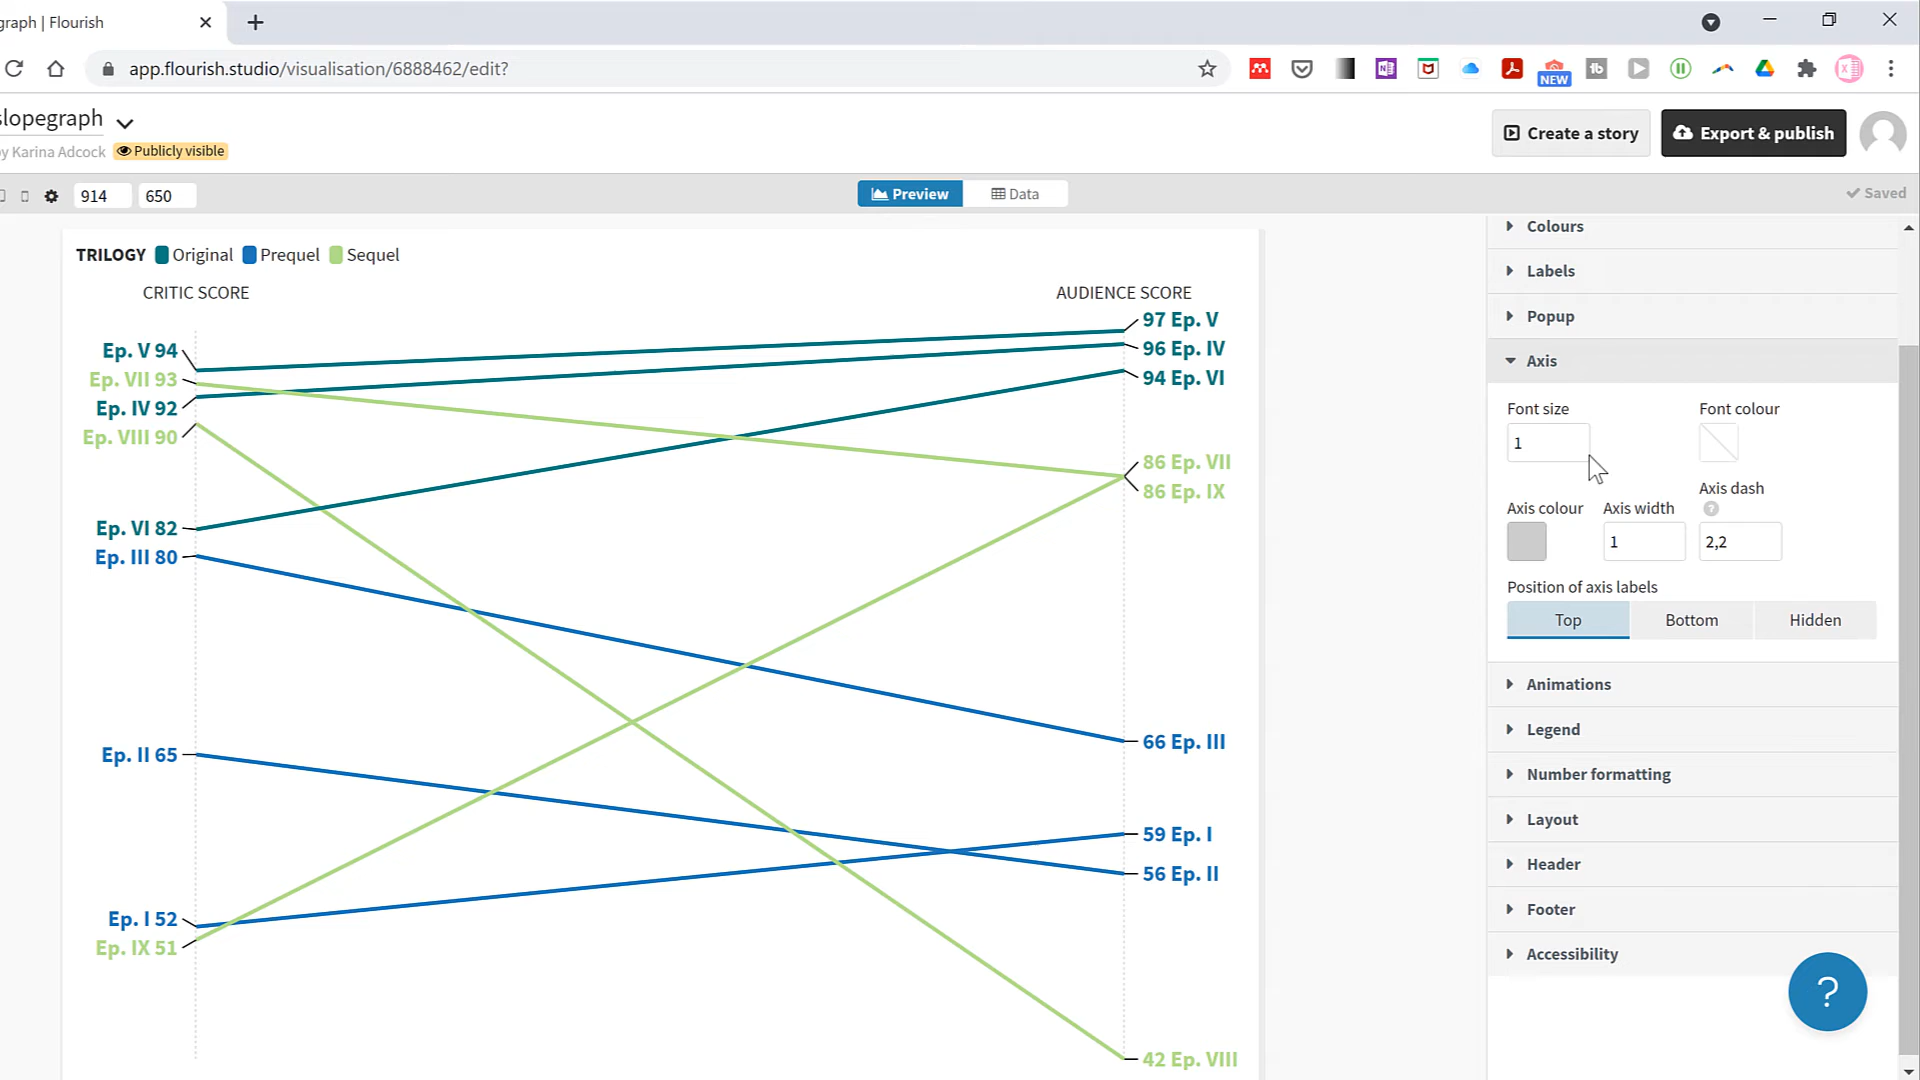 graph | Flourish
app.flourish.studio/visualisation/6888462/edit?
NEW
slopegraph
by Karina Adcock
Publicly visible
Create a story
Export & publish
914
650
Preview
Data
Saved
TRILOGY Original Prequel Sequel
CRITIC SCORE
AUDIENCE SCORE
Ep. V 94
Ep. VII 93
Ep. IV 92
Ep. VIII 90
Ep. VI 82
Ep. III 80
Ep. II 65
Ep. I 52
Ep. IX 51
97 Ep. V
96 Ep. IV
94 Ep. VI
86 Ep. VII
86 Ep. IX
66 Ep. III
59 Ep. I
56 Ep. II
42 Ep. VIII
Colours
Labels
Popup
Axis
Font size
Font colour
1
Axis colour
Axis width
Axis dash
?
1
2,2
Position of axis labels
Top
Bottom
Hidden
Animations
Legend
Number formatting
Layout
Header
Footer
Accessibility
?